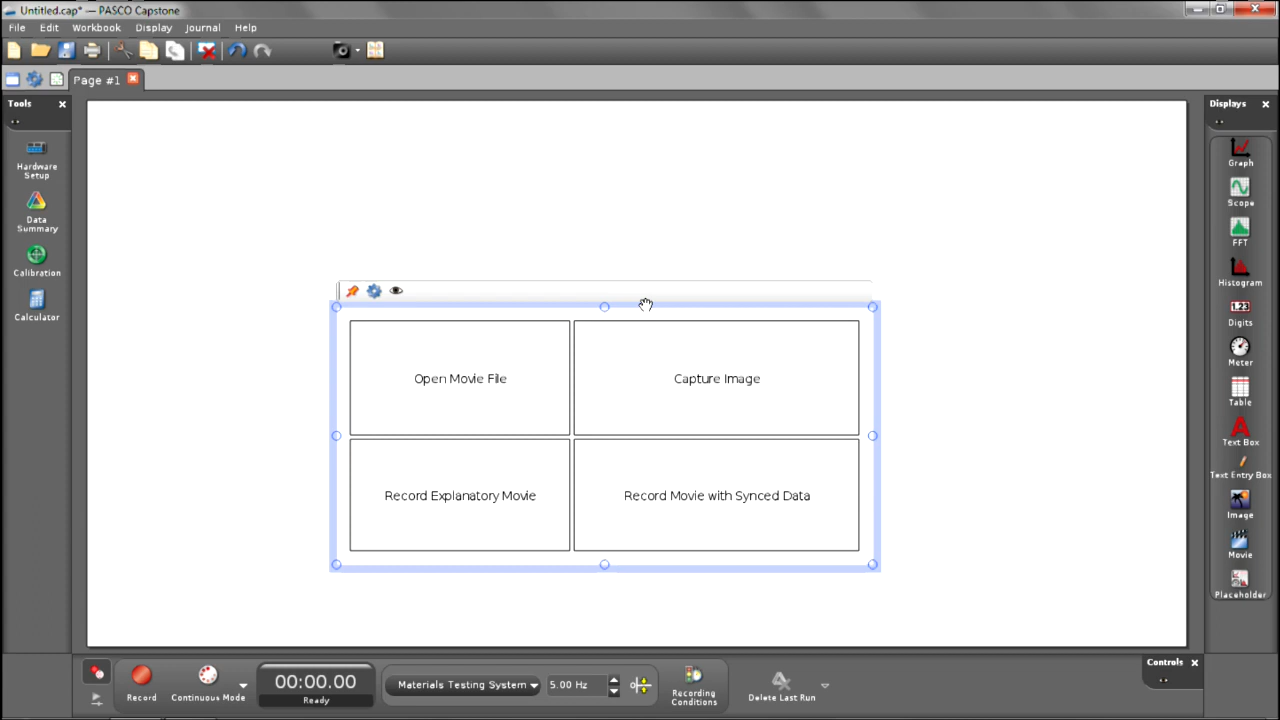 Untitled.cap* — PASCO Capstone
File Edit Workbook Display Journal Help
Page #1
Tools
Hardware
Setup
Data
Summary
Calibration
Calculator
Open Movie File
Capture Image
Record Explanatory Movie
Record Movie with Synced Data
Displays
Graph
Scope
FFT
Histogram
1.23
Digits
Meter
Table
A
Text Box
Text Entry Box
Image
Movie
Placeholder
Record
Continuous Mode
00:00.00
Ready
Materials Testing System
5.00 Hz
Recording
Conditions
Delete Last Run
Controls